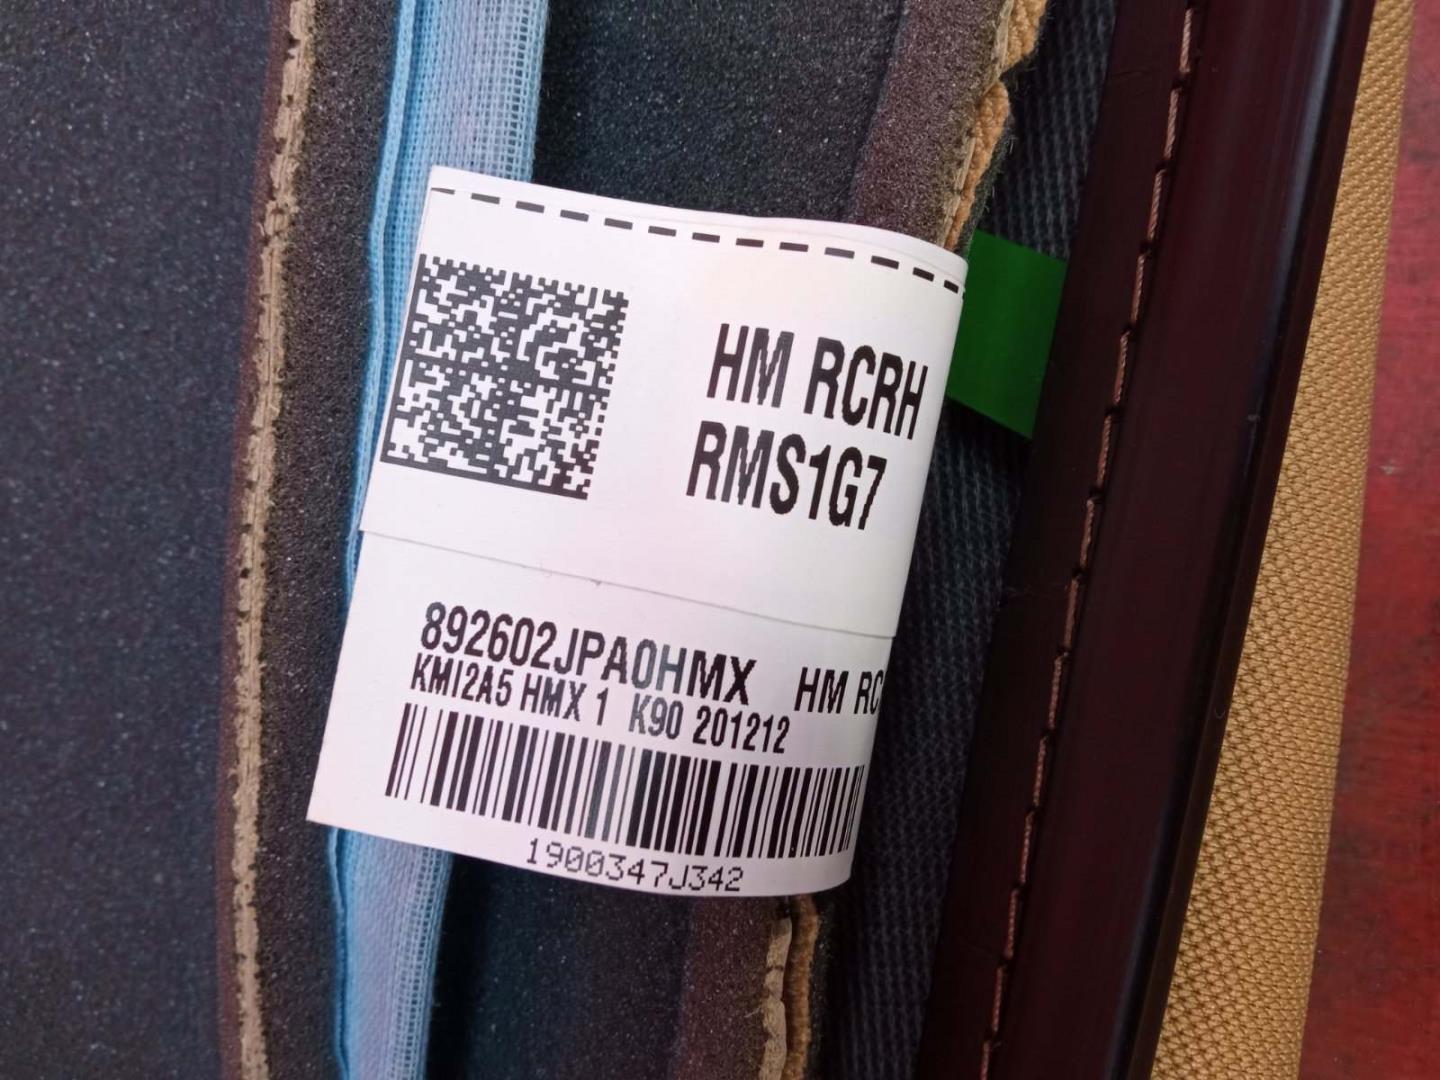 HM RCRH
RMS1G7
892602JPA0HMX HM RC
KMI2A5 HMX 1 K90 201212
1900347J342